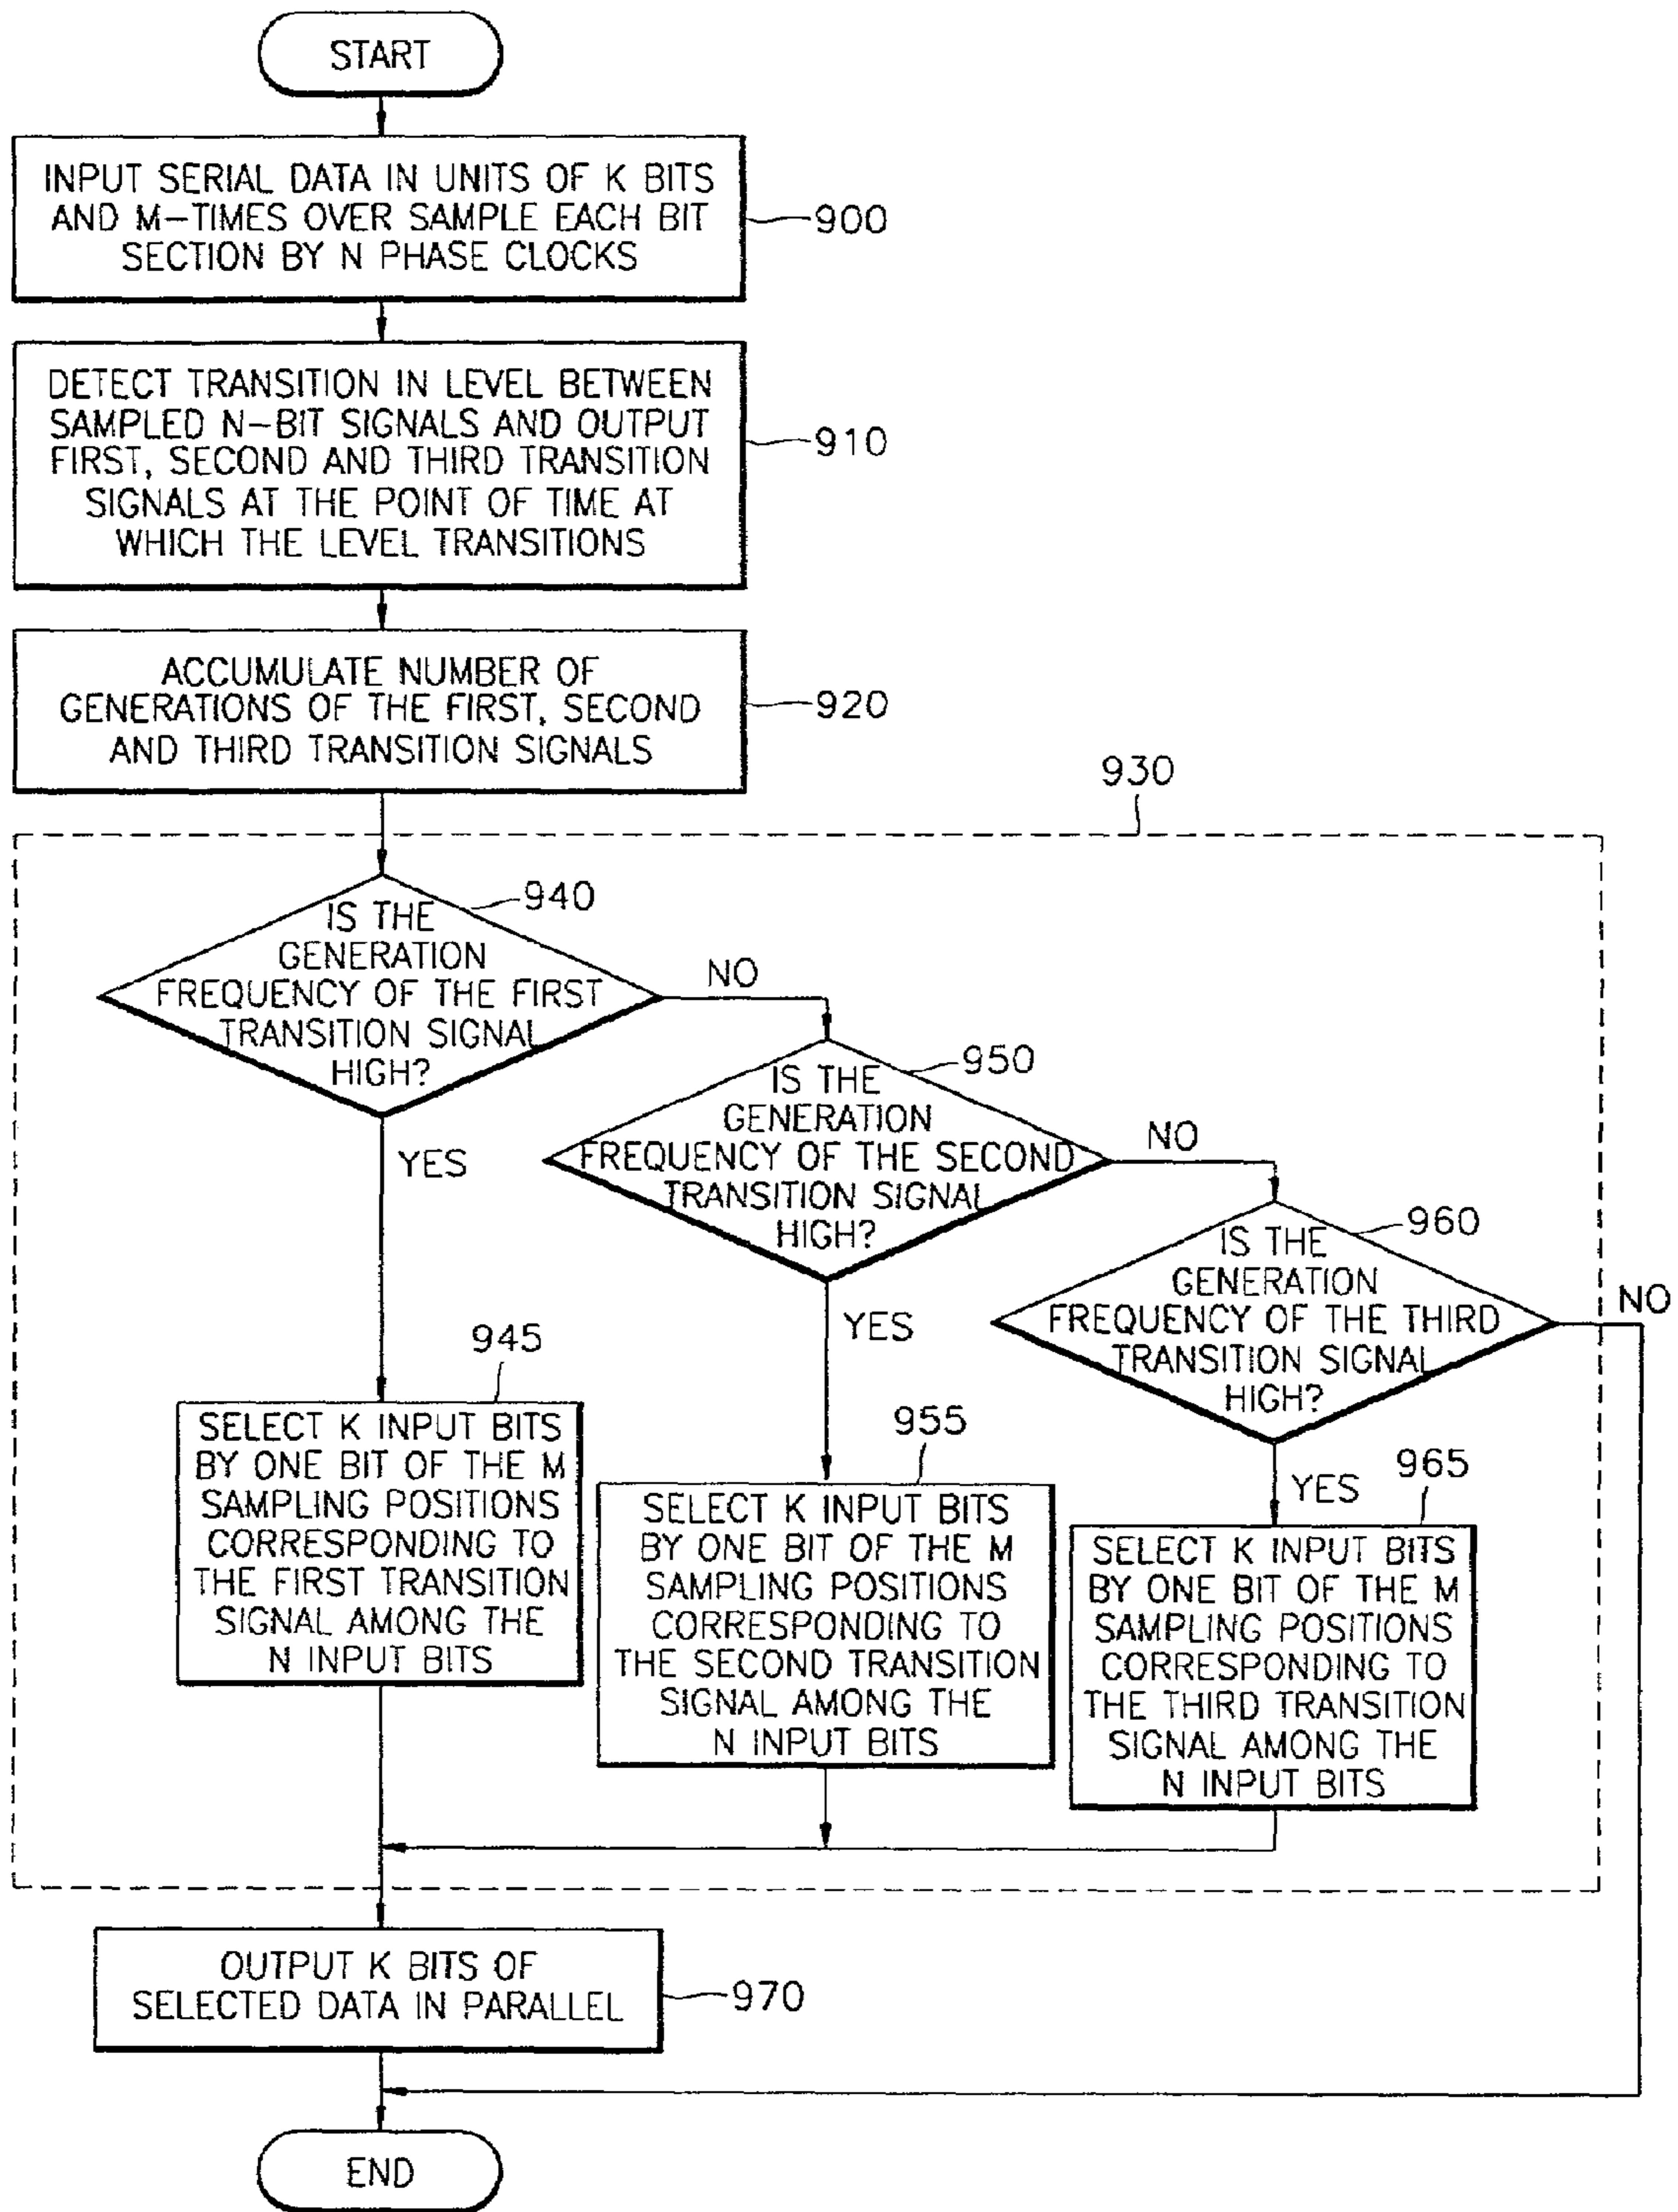 START
INPUT SERIAL DATA IN UNITS OF K BITS
AND M-TIMES OVER SAMPLE EACH BIT
SECTION BY N PHASE CLOCKS
900
DETECT TRANSITION IN LEVEL BETWEEN
SAMPLED N-BIT SIGNALS AND OUTPUT
FIRST, SECOND AND THIRD TRANSITION
SIGNALS AT THE POINT OF TIME AT
WHICH THE LEVEL TRANSITIONS
910
ACCUMULATE NUMBER OF
GENERATIONS OF THE FIRST, SECOND
AND THIRD TRANSITION SIGNALS
920
930
940
IS THE
GENERATION
FREQUENCY OF THE FIRST
TRANSITION SIGNAL
HIGH?
NO
YES
950
IS THE
GENERATION
FREQUENCY OF THE SECOND
TRANSITION SIGNAL
HIGH?
NO
YES
960
IS THE
GENERATION
FREQUENCY OF THE THIRD
TRANSITION SIGNAL
HIGH?
NO
YES
945
SELECT K INPUT BITS
BY ONE BIT OF THE M
SAMPLING POSITIONS
CORRESPONDING TO
THE FIRST TRANSITION
SIGNAL AMONG THE
N INPUT BITS
955
SELECT K INPUT BITS
BY ONE BIT OF THE M
SAMPLING POSITIONS
CORRESPONDING TO
THE SECOND TRANSITION
SIGNAL AMONG THE
N INPUT BITS
965
SELECT K INPUT BITS
BY ONE BIT OF THE M
SAMPLING POSITIONS
CORRESPONDING TO
THE THIRD TRANSITION
SIGNAL AMONG THE
N INPUT BITS
OUTPUT K BITS OF
SELECTED DATA IN PARALLEL
970
END